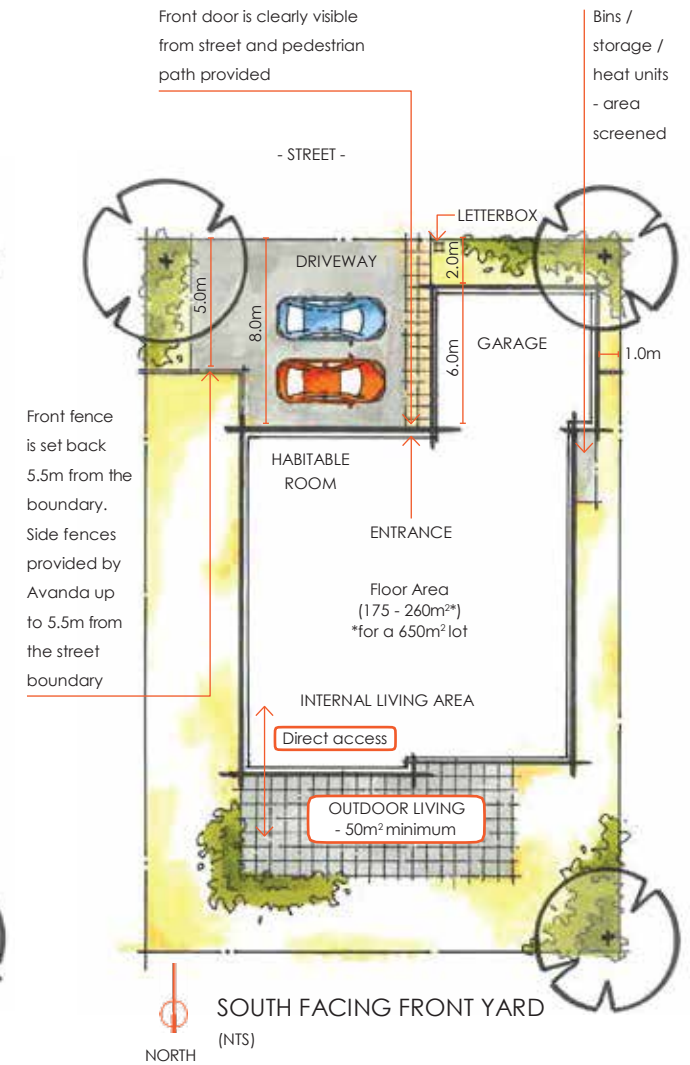 Front door is clearly visible
from street and pedestrian
path provided
Bins /
storage /
heat units
- area
screened
- STREET -
LETTERBOX
DRIVEWAY
2.0m
5.0m
8.0m
6.0m
GARAGE
1.0m
Front fence
is set back
5.5m from the
boundary.
Side fences
provided by
Avanda up
to 5.5m from
the street
boundary
HABITABLE
ROOM
ENTRANCE
Floor Area
(175 - 260m²*)
*for a 650m² lot
INTERNAL LIVING AREA
Direct access
OUTDOOR LIVING
- 50m² minimum
SOUTH FACING FRONT YARD
(NTS)
NORTH